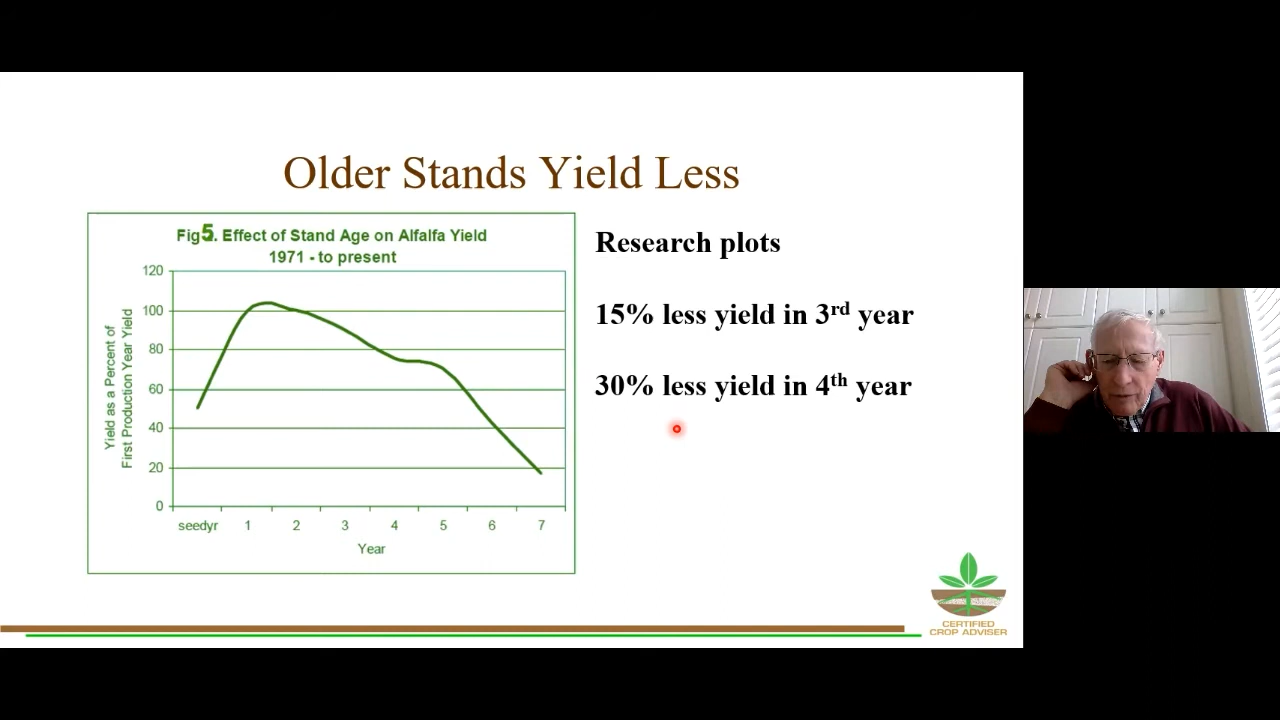 Older Stands Yield Less
Fig5. Effect of Stand Age on Alfalfa Yield
1971 - to present
120
100
80
60
40
20
0
Yield as a Percent of
First Production Year Yield
seedyr 1 2 3 4 5 6 7
Year
Research plots
15% less yield in 3rd year
30% less yield in 4th year
CERTIFIED
CROP ADVISER